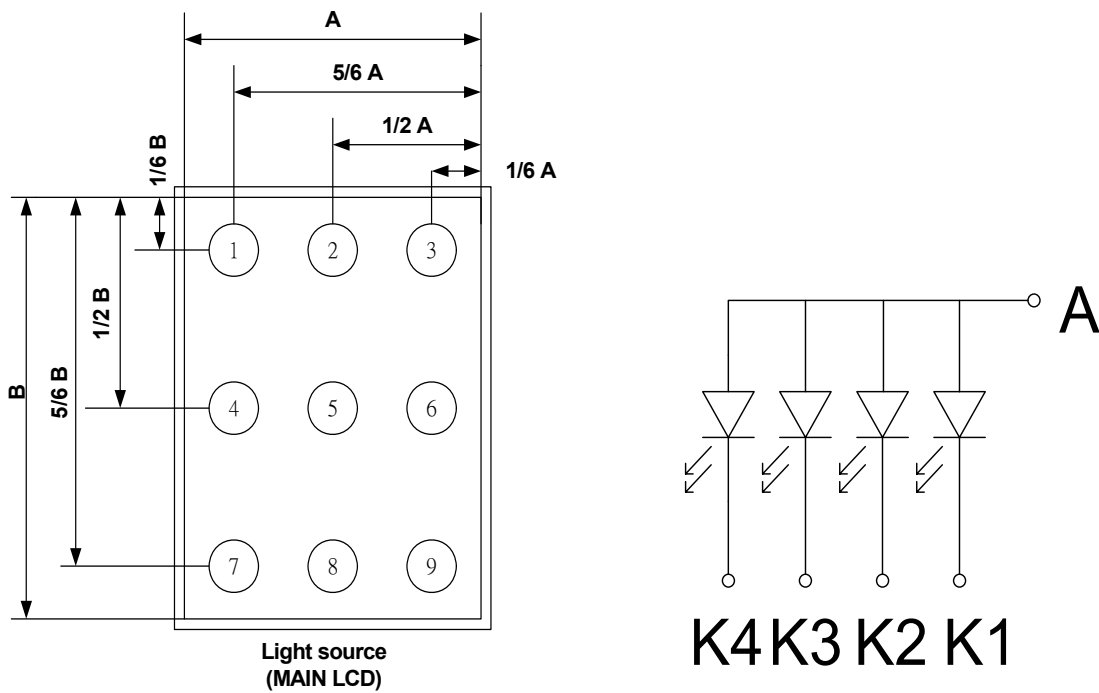 A
5/6 A
1/2 A
1/6 A
1/6 B
1/2 B
5/6 B
B
1 2 3
4 5 6
7 8 9
Light source
(MAIN LCD)
A
K4 K3 K2 K1